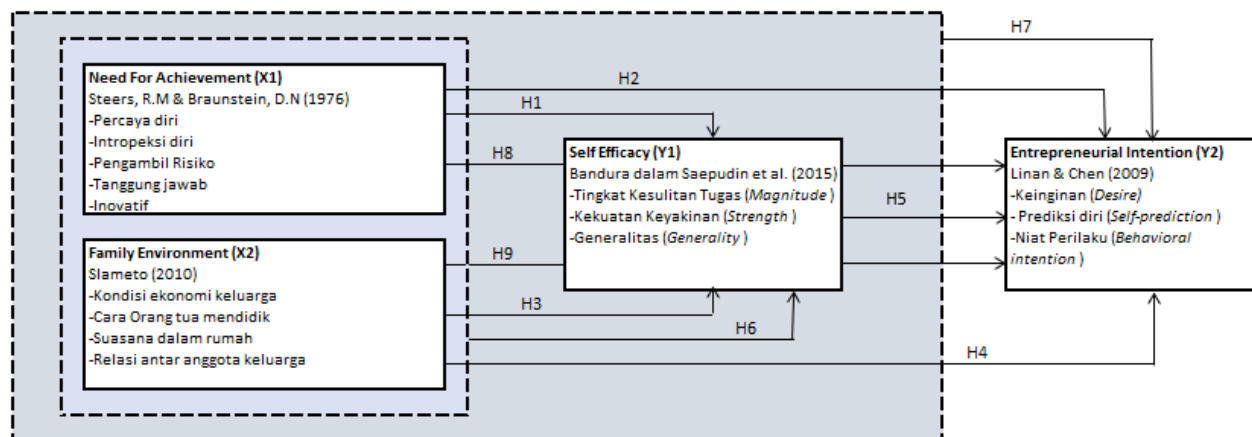 H7
Need For Achievement (X1)
Steers, R.M & Braunstein, D.N (1976)
-Percaya diri
-Intropeksi diri
-Pengambil Risiko
-Tanggung jawab
-Inovatif
H2
H1
H8
Self Efficacy (Y1)
Bandura dalam Saepudin et al. (2015)
-Tingkat Kesulitan Tugas (Magnitude )
-Kekuatan Keyakinan (Strength )
-Generalitas (Generality )
H5
Entrepreneurial Intention (Y2)
Linan & Chen (2009)
-Keinginan (Desire)
- Prediksi diri (Self-prediction )
-Niat Perilaku (Behavioral
intention )
Family Environment (X2)
Slameto (2010)
-Kondisi ekonomi keluarga
-Cara Orang tua mendidik
-Suasana dalam rumah
-Relasi antar anggota keluarga
H9
H3
H6
H4